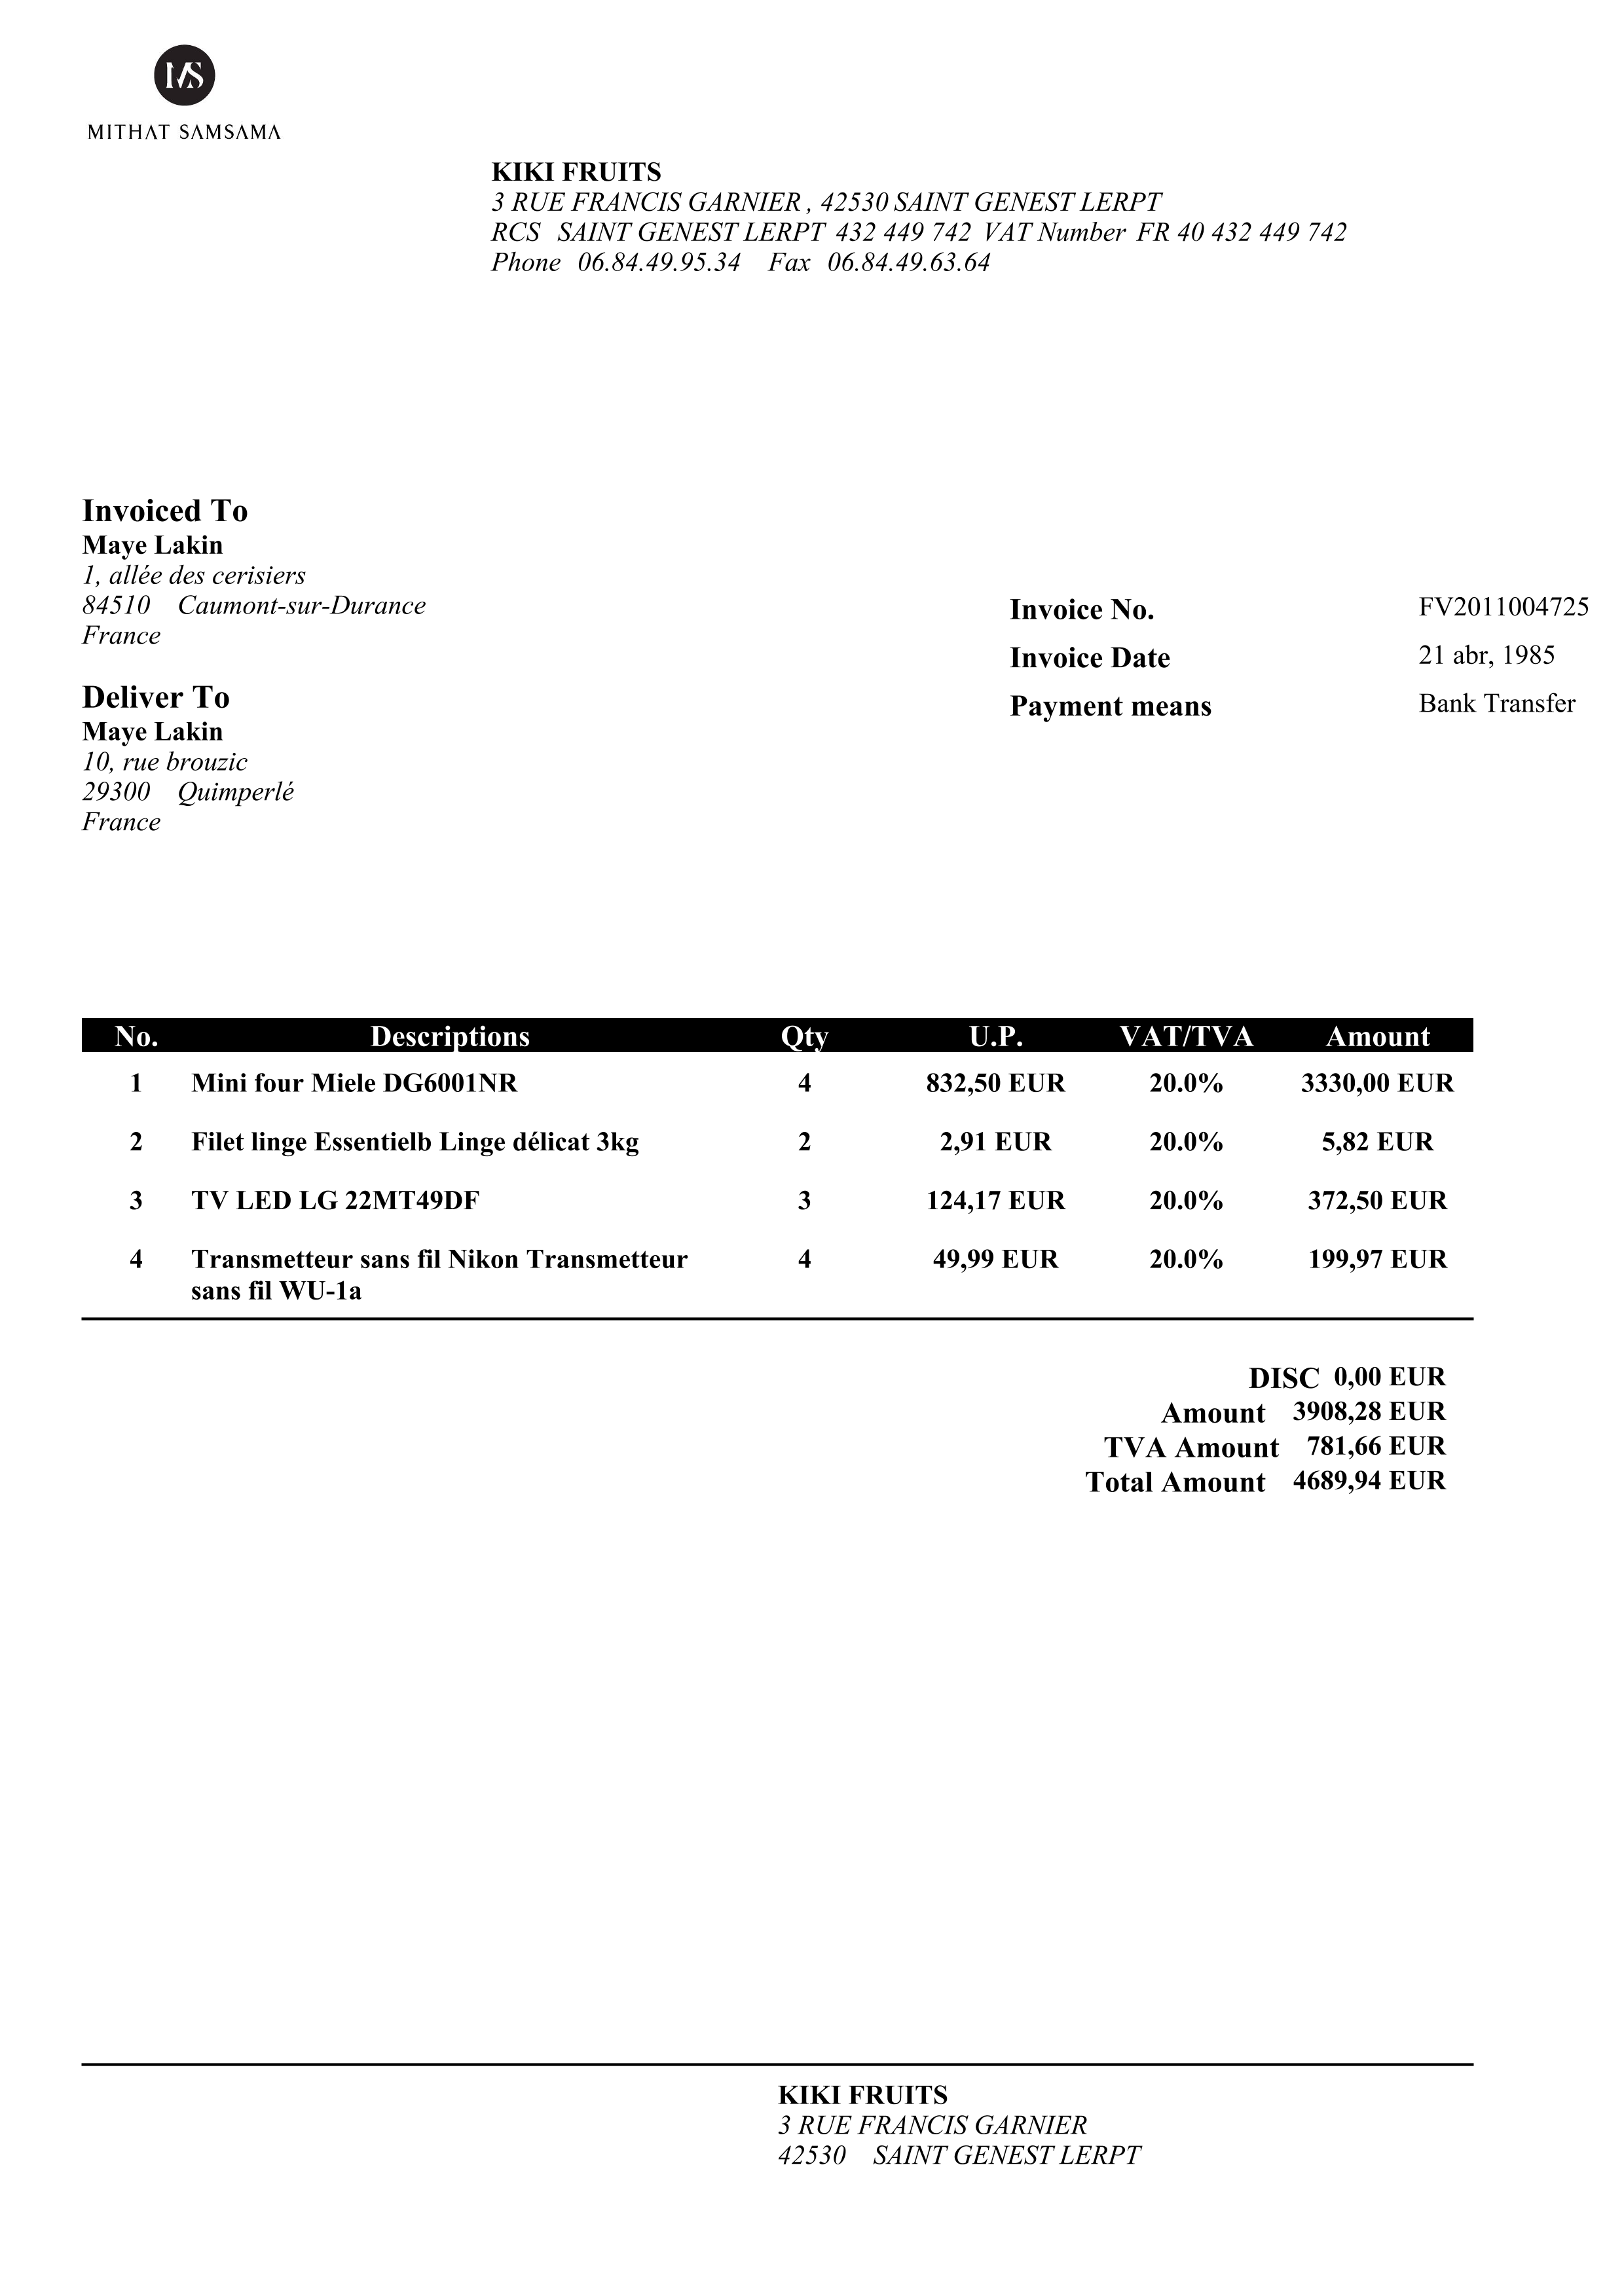 MS
MITHAT SAMSAMA
KIKI FRUITS
3 RUE FRANCIS GARNIER , 42530 SAINT GENEST LERPT
RCS SAINT GENEST LERPT 432 449 742 VAT Number FR 40 432 449 742
Phone 06.84.49.95.34 Fax 06.84.49.63.64
Invoiced To
Maye Lakin
1, allée des cerisiers
84510 Caumont-sur-Durance
France
Deliver To
Maye Lakin
10, rue brouzic
29300 Quimperlé
France
Invoice No. FV2011004725
Invoice Date 21 abr, 1985
Payment means Bank Transfer
No. Descriptions Qty U.P. VAT/TVA Amount
1 Mini four Miele DG6001NR 4 832,50 EUR 20.0% 3330,00 EUR
2 Filet linge Essentielb Linge délicat 3kg 2 2,91 EUR 20.0% 5,82 EUR
3 TV LED LG 22MT49DF 3 124,17 EUR 20.0% 372,50 EUR
4 Transmetteur sans fil Nikon Transmetteur 4 49,99 EUR 20.0% 199,97 EUR
sans fil WU-1a
DISC 0,00 EUR
Amount 3908,28 EUR
TVA Amount 781,66 EUR
Total Amount 4689,94 EUR
KIKI FRUITS
3 RUE FRANCIS GARNIER
42530 SAINT GENEST LERPT